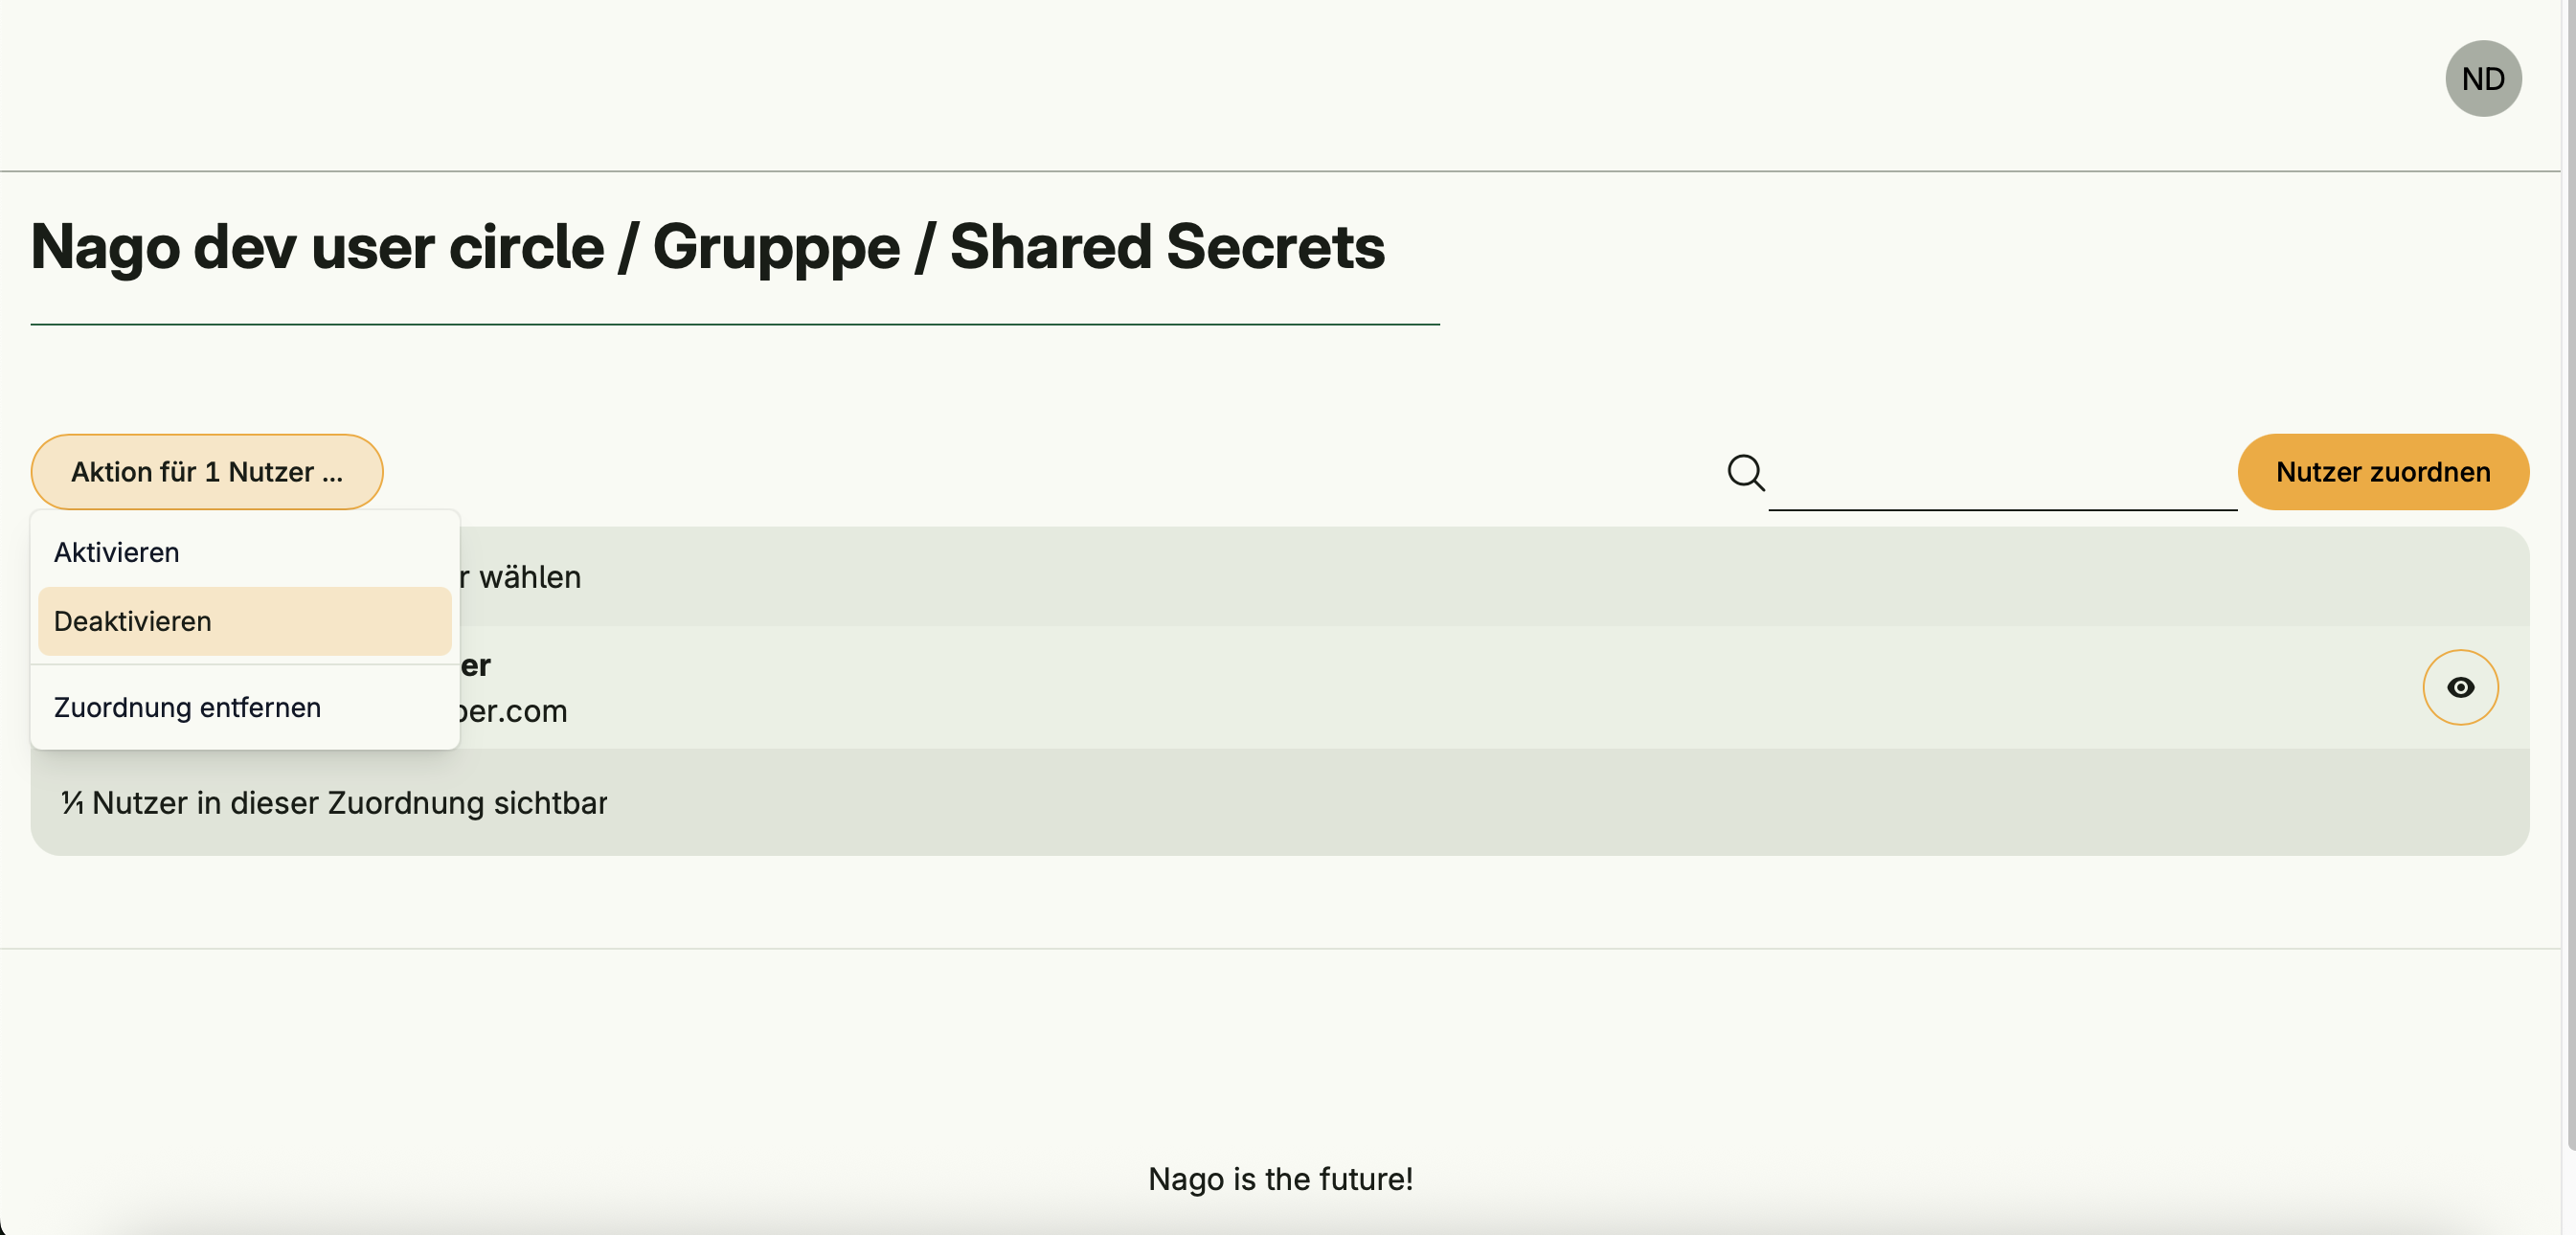 ND
Nago dev user circle / Grupppe / Shared Secrets
Aktion für 1 Nutzer ...
Nutzer zuordnen
Aktivieren
r wählen
Deaktivieren
er
Zuordnung entfernen
ber.com
1/1 Nutzer in dieser Zuordnung sichtbar
Nago is the future!